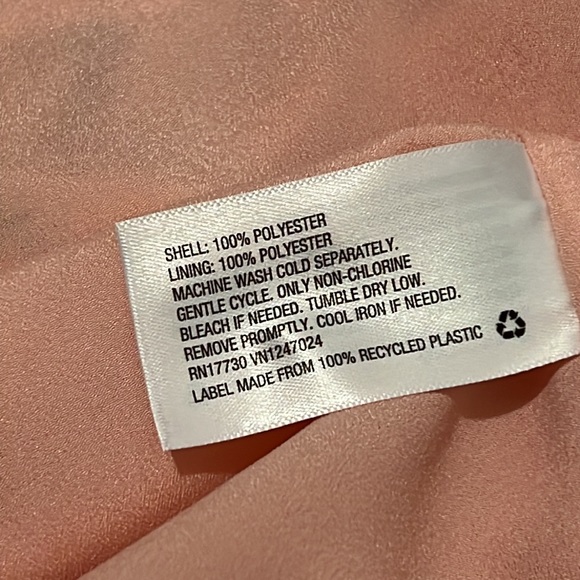 SHELL: 100% POLYESTER
LINING: 100% POLYESTER
MACHINE WASH COLD SEPARATELY.
GENTLE CYCLE. ONLY NON-CHLORINE
BLEACH IF NEEDED. TUMBLE DRY LOW.
REMOVE PROMPTLY. COOL IRON IF NEEDED.
RN17730 VN1247024
LABEL MADE FROM 100% RECYCLED PLASTIC